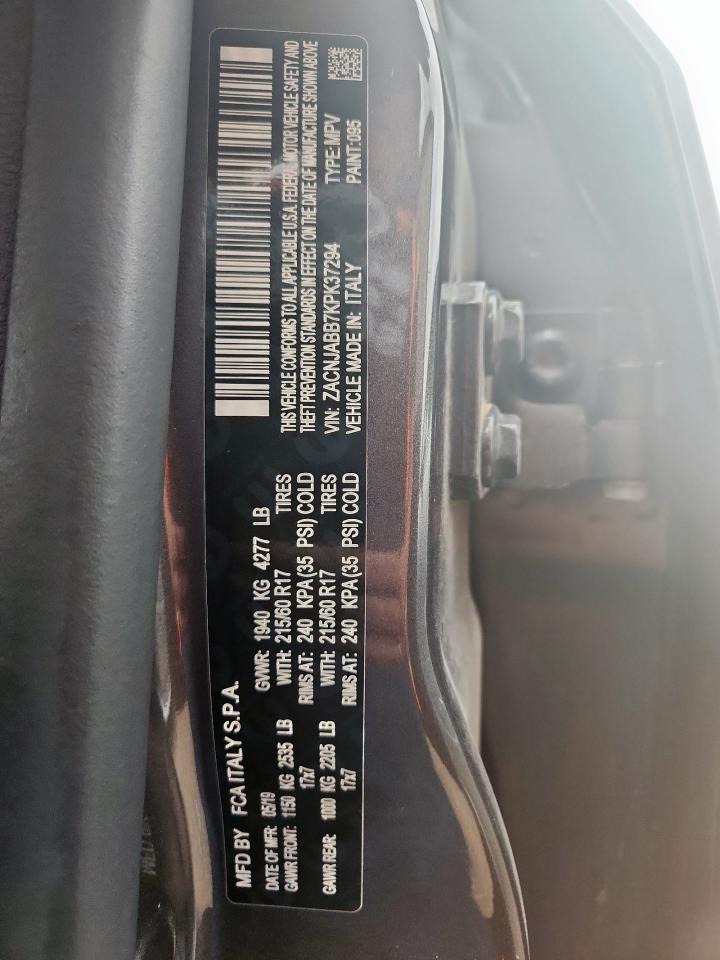 MFD BY FCA ITALY S.P.A.
DATE OF MFR: 05/19 GVWR: 1940 KG 4277 LB
GAWR FRONT: 1150 KG 2535 LB WITH: 215/60 R17 TIRES
17x7 RIMS AT: 240 KPA(35 PSI) COLD
GAWR REAR: 1000 KG 2205 LB WITH: 215/60 R17 TIRES
17x7 RIMS AT: 240 KPA(35 PSI) COLD
THIS VEHICLE CONFORMS TO ALL APPLICABLE U.S.A. FEDERAL MOTOR VEHICLE SAFETY AND
THEFT PREVENTION STANDARDS IN EFFECT ON THE DATE OF MANUFACTURE SHOWN ABOVE
VIN: ZACNJABB7KPK37294 TYPE: MPV
VEHICLE MADE IN: ITALY PAINT: 095